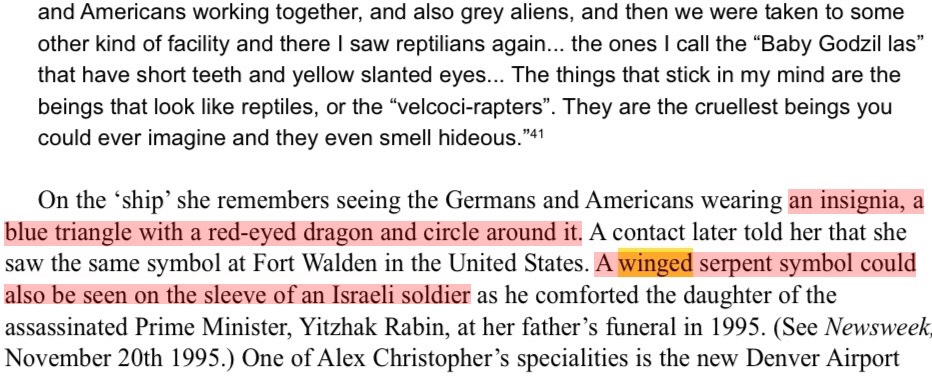 and Americans working together, and also grey aliens, and then we were taken to some
other kind of facility and there I saw reptilians again... the ones I call the “Baby Godzil las”
that have short teeth and yellow slanted eyes... The things that stick in my mind are the
beings that look like reptiles, or the “velcoci-rapters”. They are the cruellest beings you
could ever imagine and they even smell hideous.”41
On the ‘ship’ she remembers seeing the Germans and Americans wearing an insignia, a
blue triangle with a red-eyed dragon and circle around it. A contact later told her that she
saw the same symbol at Fort Walden in the United States. A winged serpent symbol could
also be seen on the sleeve of an Israeli soldier as he comforted the daughter of the
assassinated Prime Minister, Yitzhak Rabin, at her father’s funeral in 1995. (See Newsweek,
November 20th 1995.) One of Alex Christopher’s specialities is the new Denver Airport